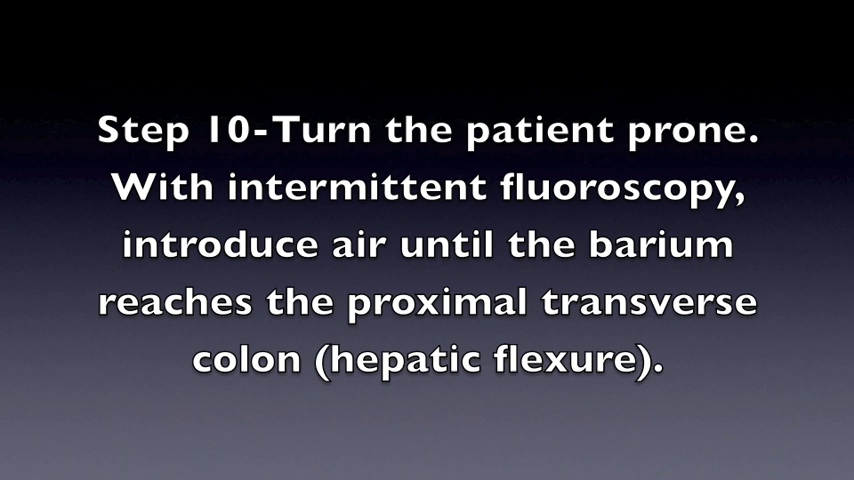 Step 10-Turn the patient prone.
With intermittent fluoroscopy,
introduce air until the barium
reaches the proximal transverse
colon (hepatic flexure).